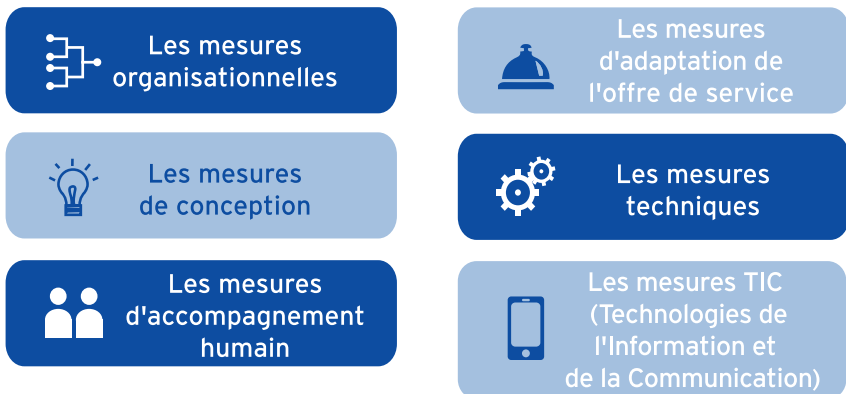 Les mesures
organisationnelles
Les mesures
d'adaptation de
l'offre de service
Les mesures
de conception
Les mesures
techniques
Les mesures
d'accompagnement
humain
Les mesures TIC
(Technologies de
l'Information et
de la Communication)